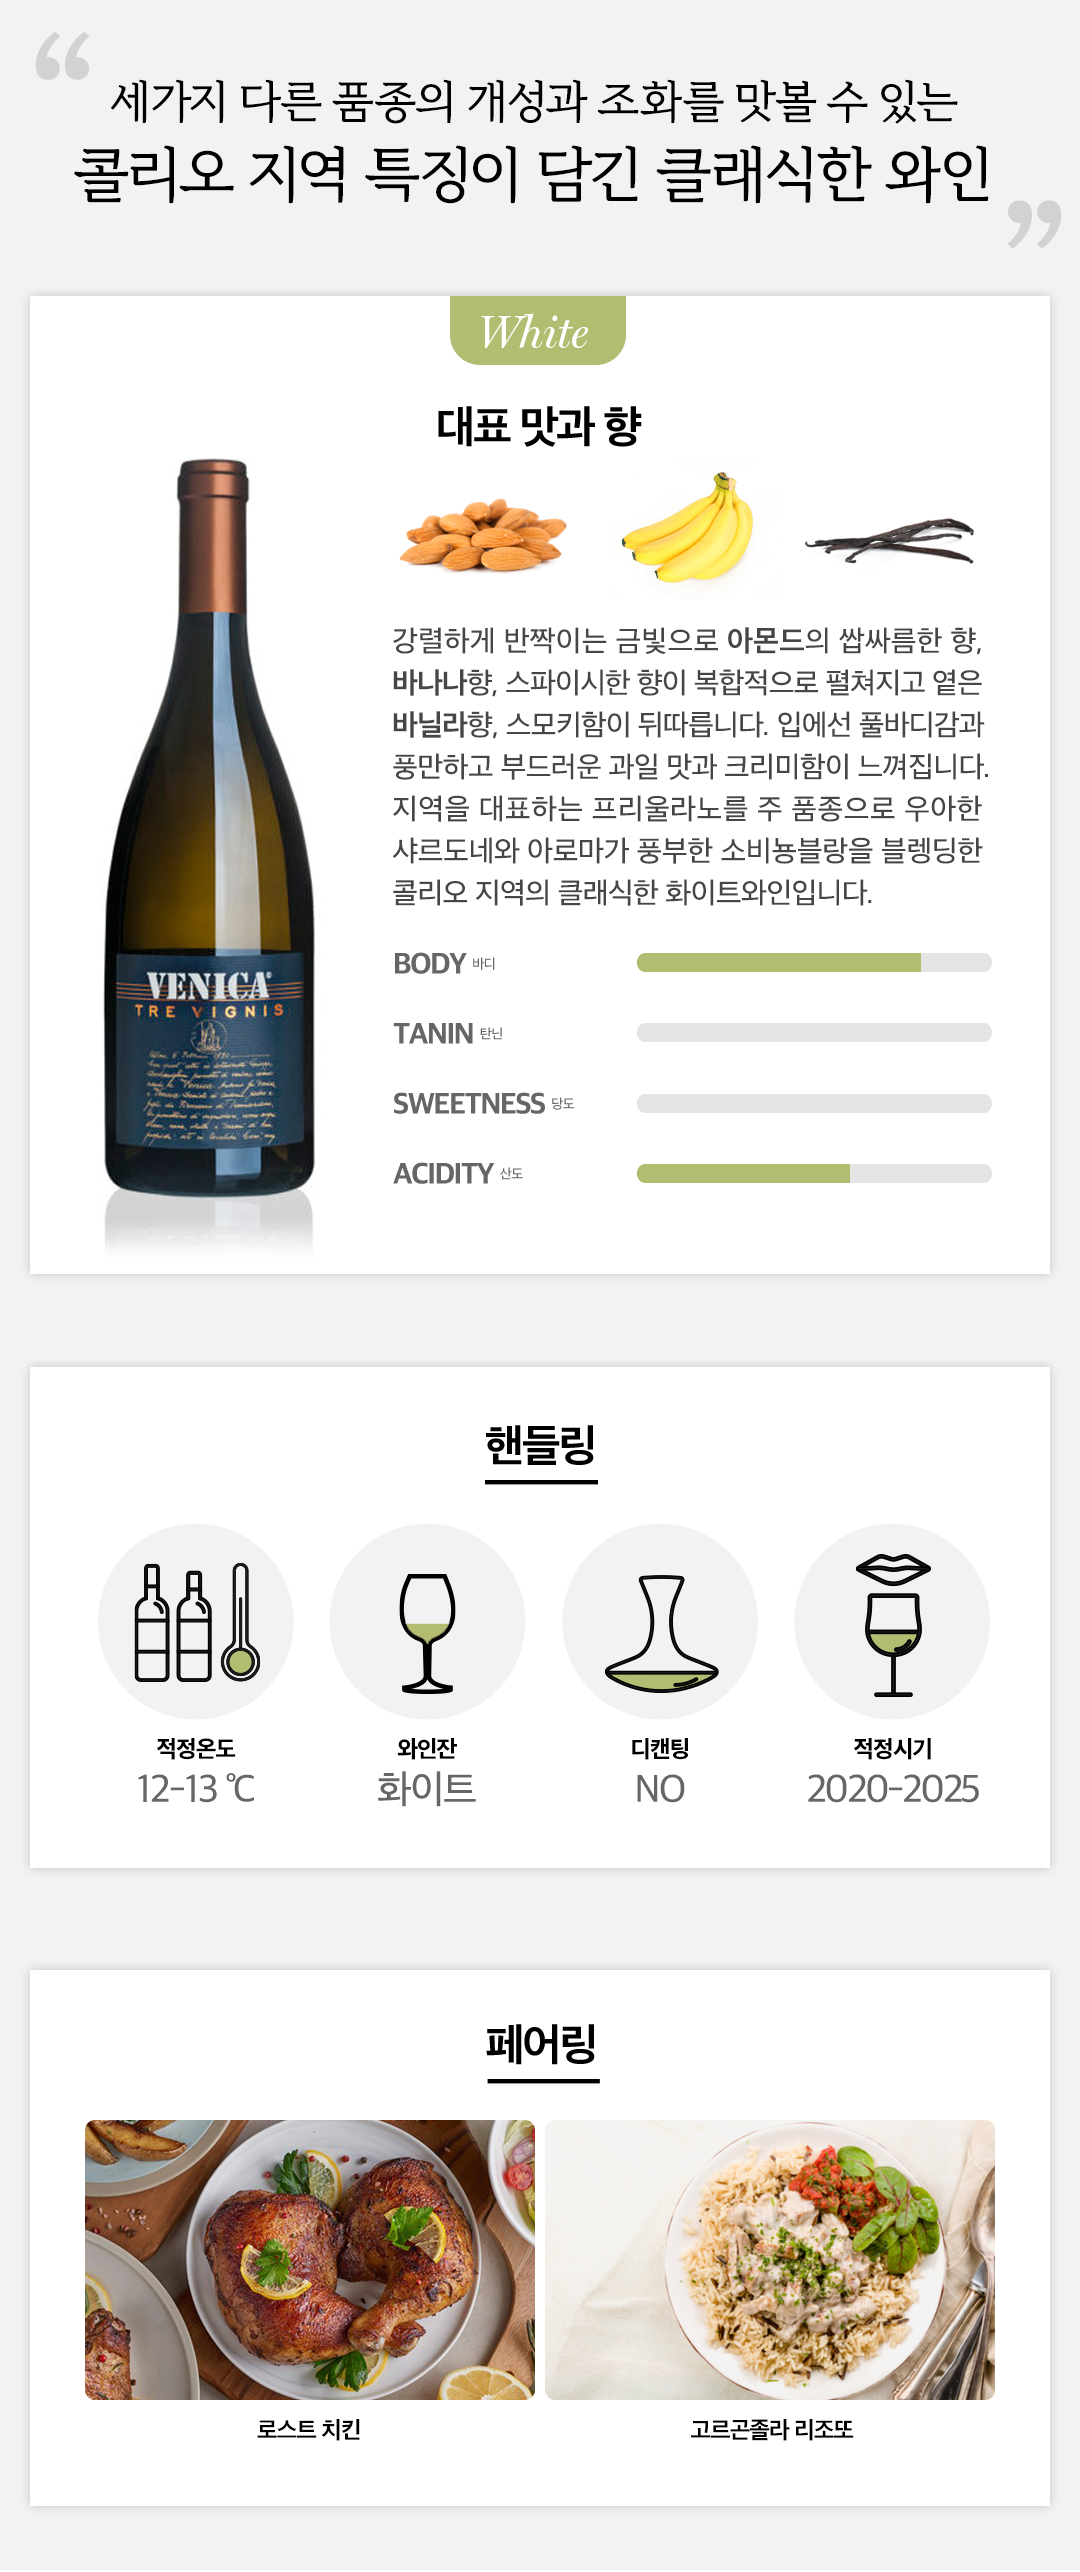 “
세가지 다른 품종의 개성과 조화를 맛볼 수 있는
콜리오 지역 특징이 담긴 클래식한 와인
”
White
대표 맛과 향
강렬하게 반짝이는 금빛으로 아몬드의 쌉싸름한 향,
바나나향, 스파이시한 향이 복합적으로 펼쳐지고 옅은
바닐라향, 스모키함이 뒤따릅니다. 입에선 풀바디감과
풍만하고 부드러운 과일 맛과 크리미함이 느껴집니다.
지역을 대표하는 프리울라노를 주 품종으로 우아한
샤르도네와 아로마가 풍부한 소비뇽블랑을 블렝딩한
콜리오 지역의 클래식한 화이트와인입니다.
VENICA®
TRE VIGNIS
BODY 바디
TANIN 탄닌
SWEETNESS 당도
ACIDITY 산도
핸들링
적정온도
12-13 ℃
와인잔
화이트
디캔팅
NO
적정시기
2020-2025
페어링
로스트 치킨
고르곤졸라 리조또